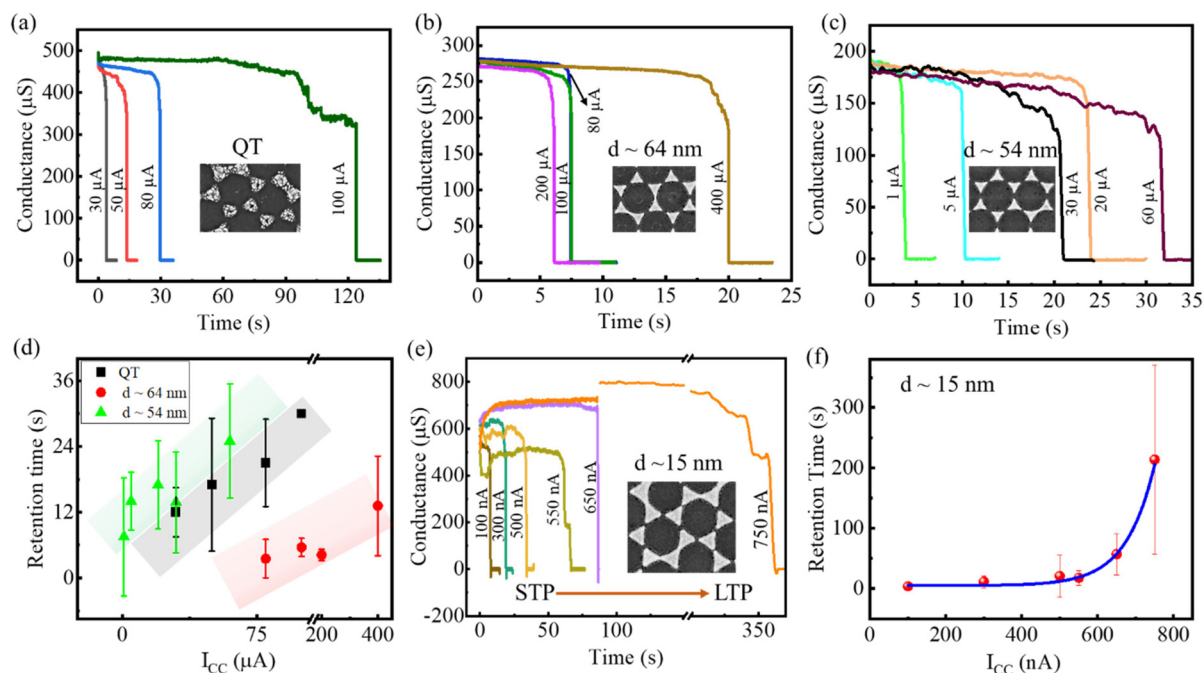 (a)
500
400
300
200
100
0
Conductance (µS)
30 µA
50 µA
80 µA
QT
100 µA
0
30
60
90
120
Time (s)
(b)
300
250
200
150
100
50
0
Conductance (µS)
80 µA
d ~ 64 nm
200 µA
100 µA
400 µA
0
5
10
15
20
25
Time (s)
(c)
200
150
100
50
0
Conductance (µS)
1 µA
5 µA
d ~ 54 nm
30 µA
20 µA
60 µA
0
5
10
15
20
25
30
35
Time (s)
(d)
36
24
12
0
Retention time (s)
QT
d ~ 64 nm
d ~ 54 nm
0
75
200
400
I_CC (µA)
(e)
800
600
400
200
0
-200
Conductance (µS)
100 nA
300 nA
500 nA
550 nA
650 nA
d ~15 nm
750 nA
STP
LTP
0
50
100
350
Time (s)
(f)
400
300
200
100
0
Retention Time (s)
d ~ 15 nm
0
200
400
600
800
I_CC (nA)